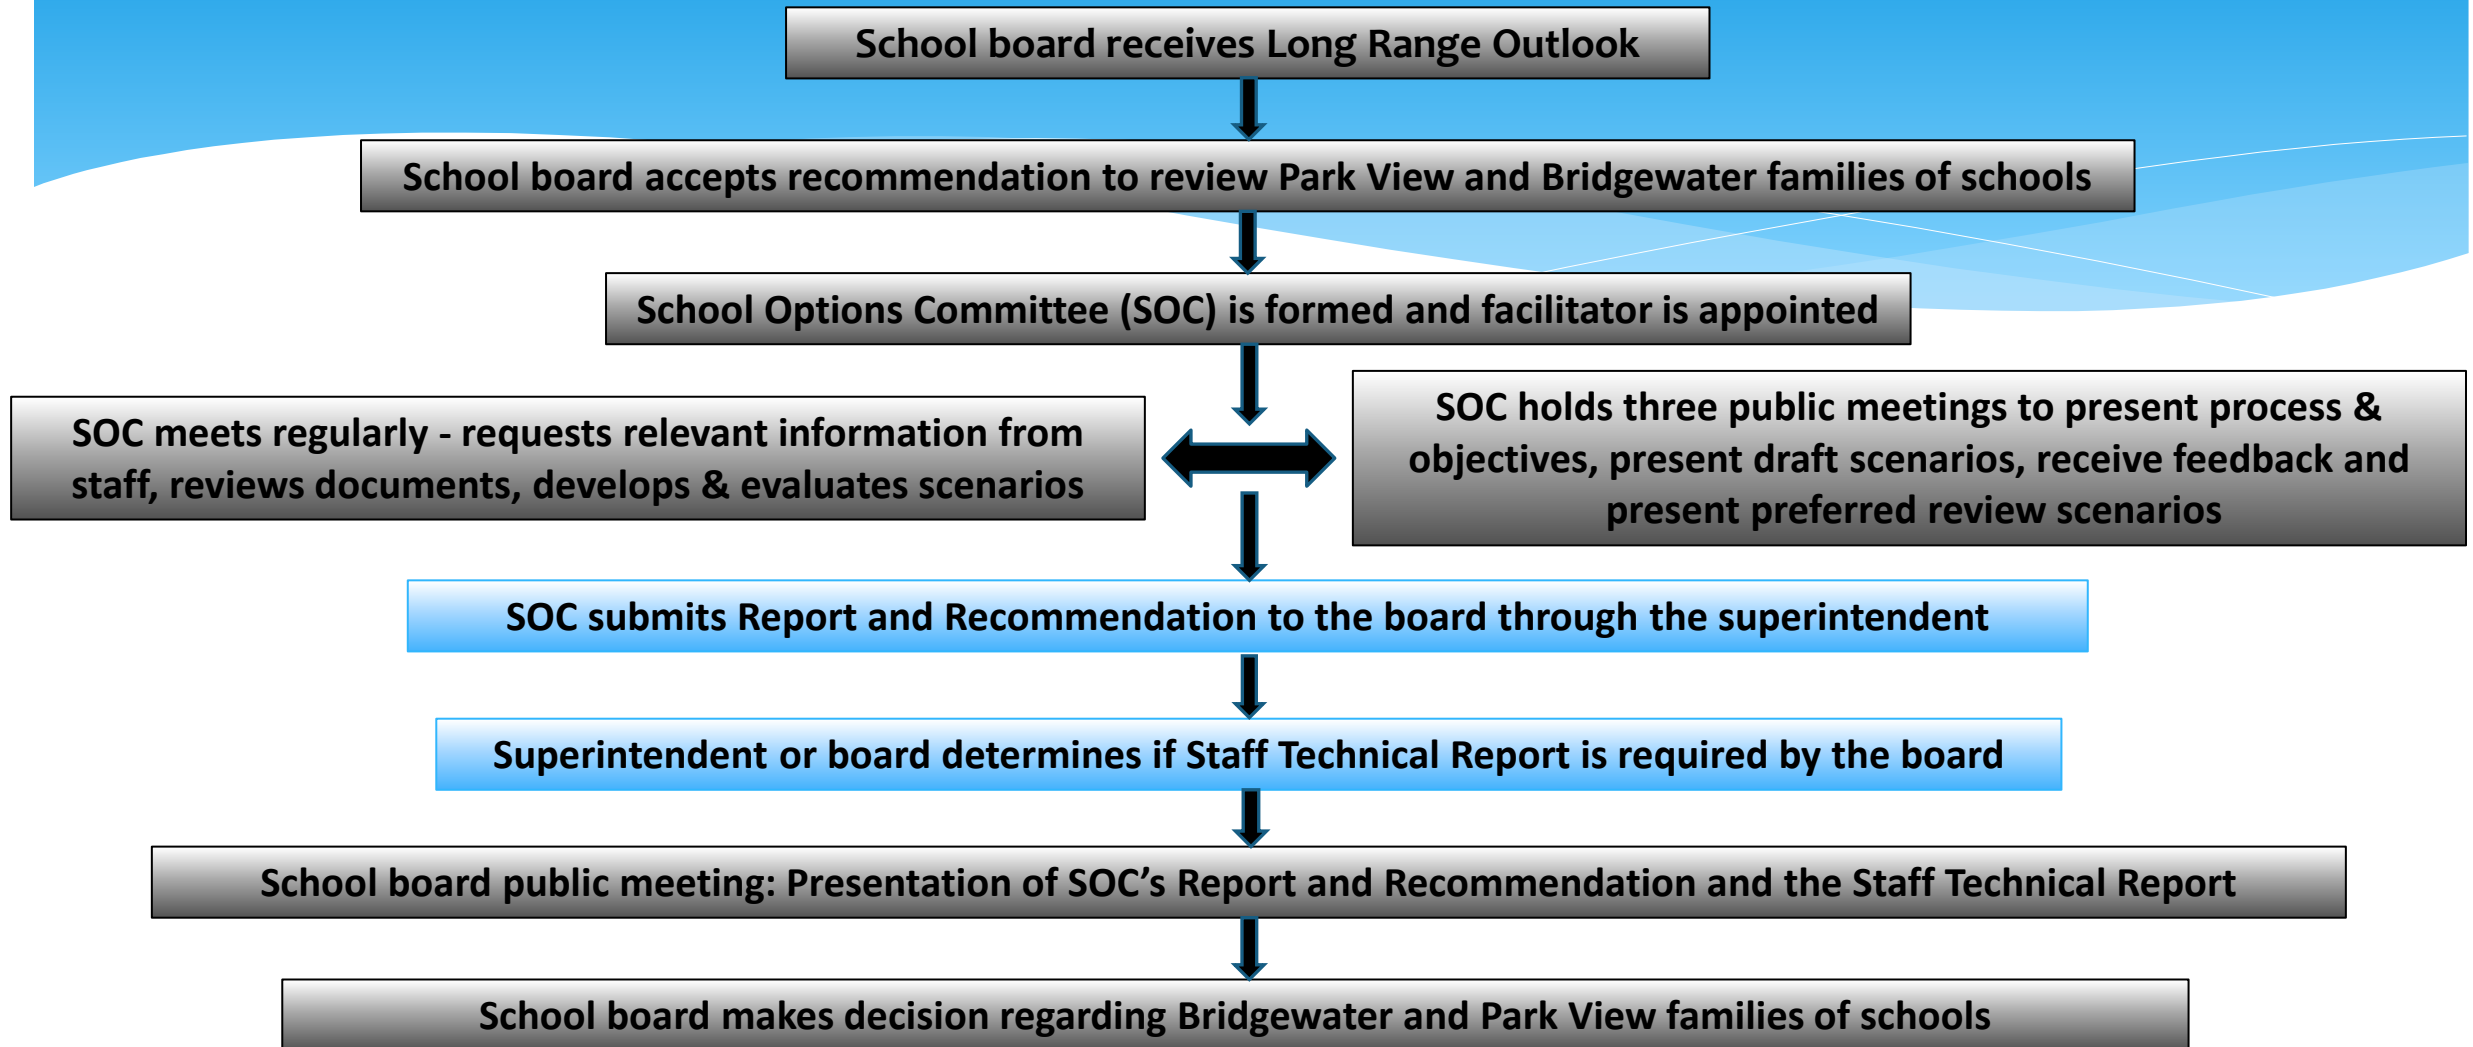 School board receives Long Range Outlook
School board accepts recommendation to review Park View and Bridgewater families of schools
School Options Committee (SOC) is formed and facilitator is appointed
SOC meets regularly - requests relevant information from
staff, reviews documents, develops & evaluates scenarios
SOC holds three public meetings to present process &
objectives, present draft scenarios, receive feedback and
present preferred review scenarios
SOC submits Report and Recommendation to the board through the superintendent
Superintendent or board determines if Staff Technical Report is required by the board
School board public meeting: Presentation of SOC’s Report and Recommendation and the Staff Technical Report
School board makes decision regarding Bridgewater and Park View families of schools